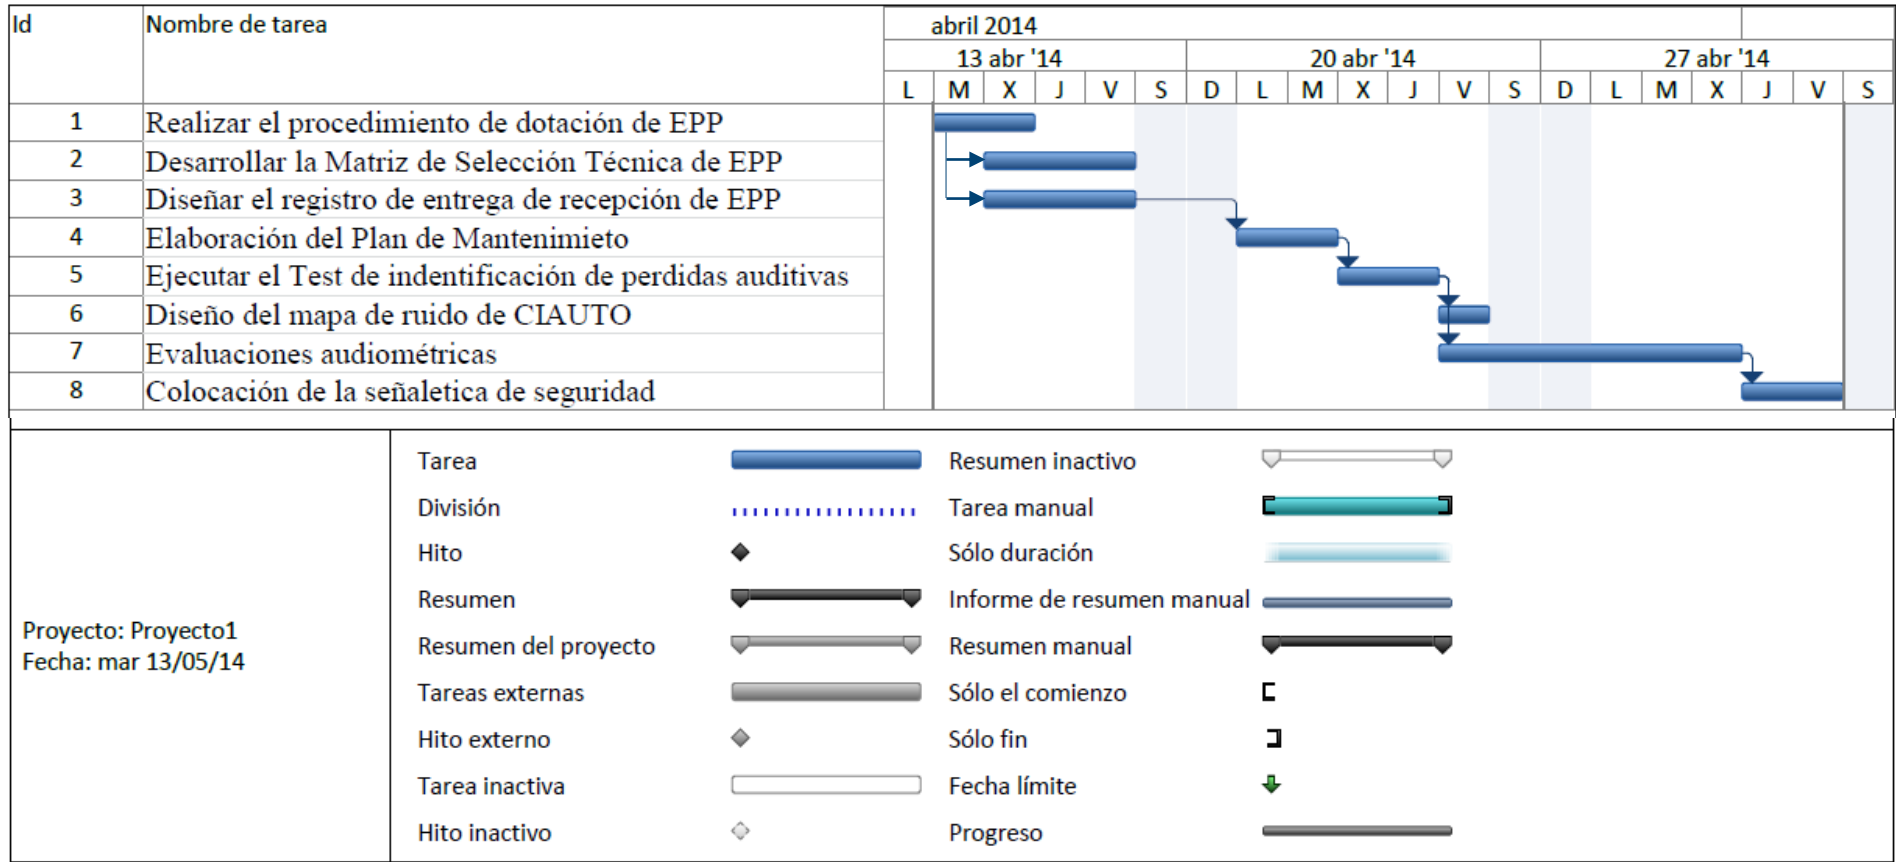 Id Nombre de tarea
abril 2014
13 abr '14 20 abr '14 27 abr '14
L M X J V S D L M X J V S D L M X J V S
1 Realizar el procedimiento de dotación de EPP
2 Desarrollar la Matriz de Selección Técnica de EPP
3 Diseñar el registro de entrega de recepción de EPP
4 Elaboración del Plan de Mantenimieto
5 Ejecutar el Test de indentificación de perdidas auditivas
6 Diseño del mapa de ruido de CIAUTO
7 Evaluaciones audiométricas
8 Colocación de la señaletica de seguridad
Proyecto: Proyecto1
Fecha: mar 13/05/14
Tarea
División
Hito
Resumen
Resumen del proyecto
Tareas externas
Hito externo
Tarea inactiva
Hito inactivo
Resumen inactivo
Tarea manual
Sólo duración
Informe de resumen manual
Resumen manual
Sólo el comienzo
Sólo fin
Fecha límite
Progreso